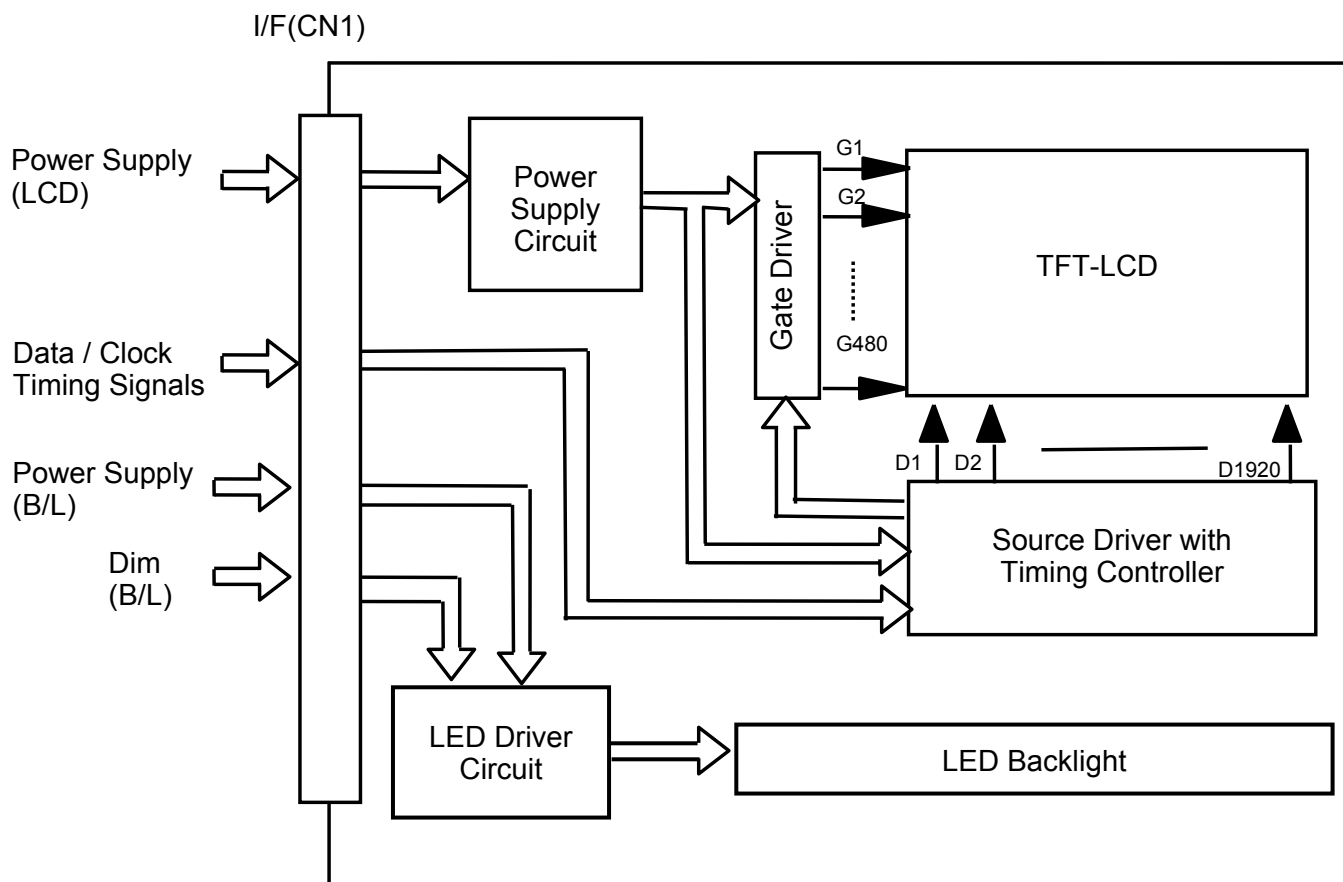 I/F(CN1)
Power Supply
(LCD)
Data / Clock
Timing Signals
Power Supply
(B/L)
Dim
(B/L)
Power
Supply
Circuit
Gate Driver
G1
G2
G480
TFT-LCD
D1
D2
D1920
Source Driver with
Timing Controller
LED Driver
Circuit
LED Backlight